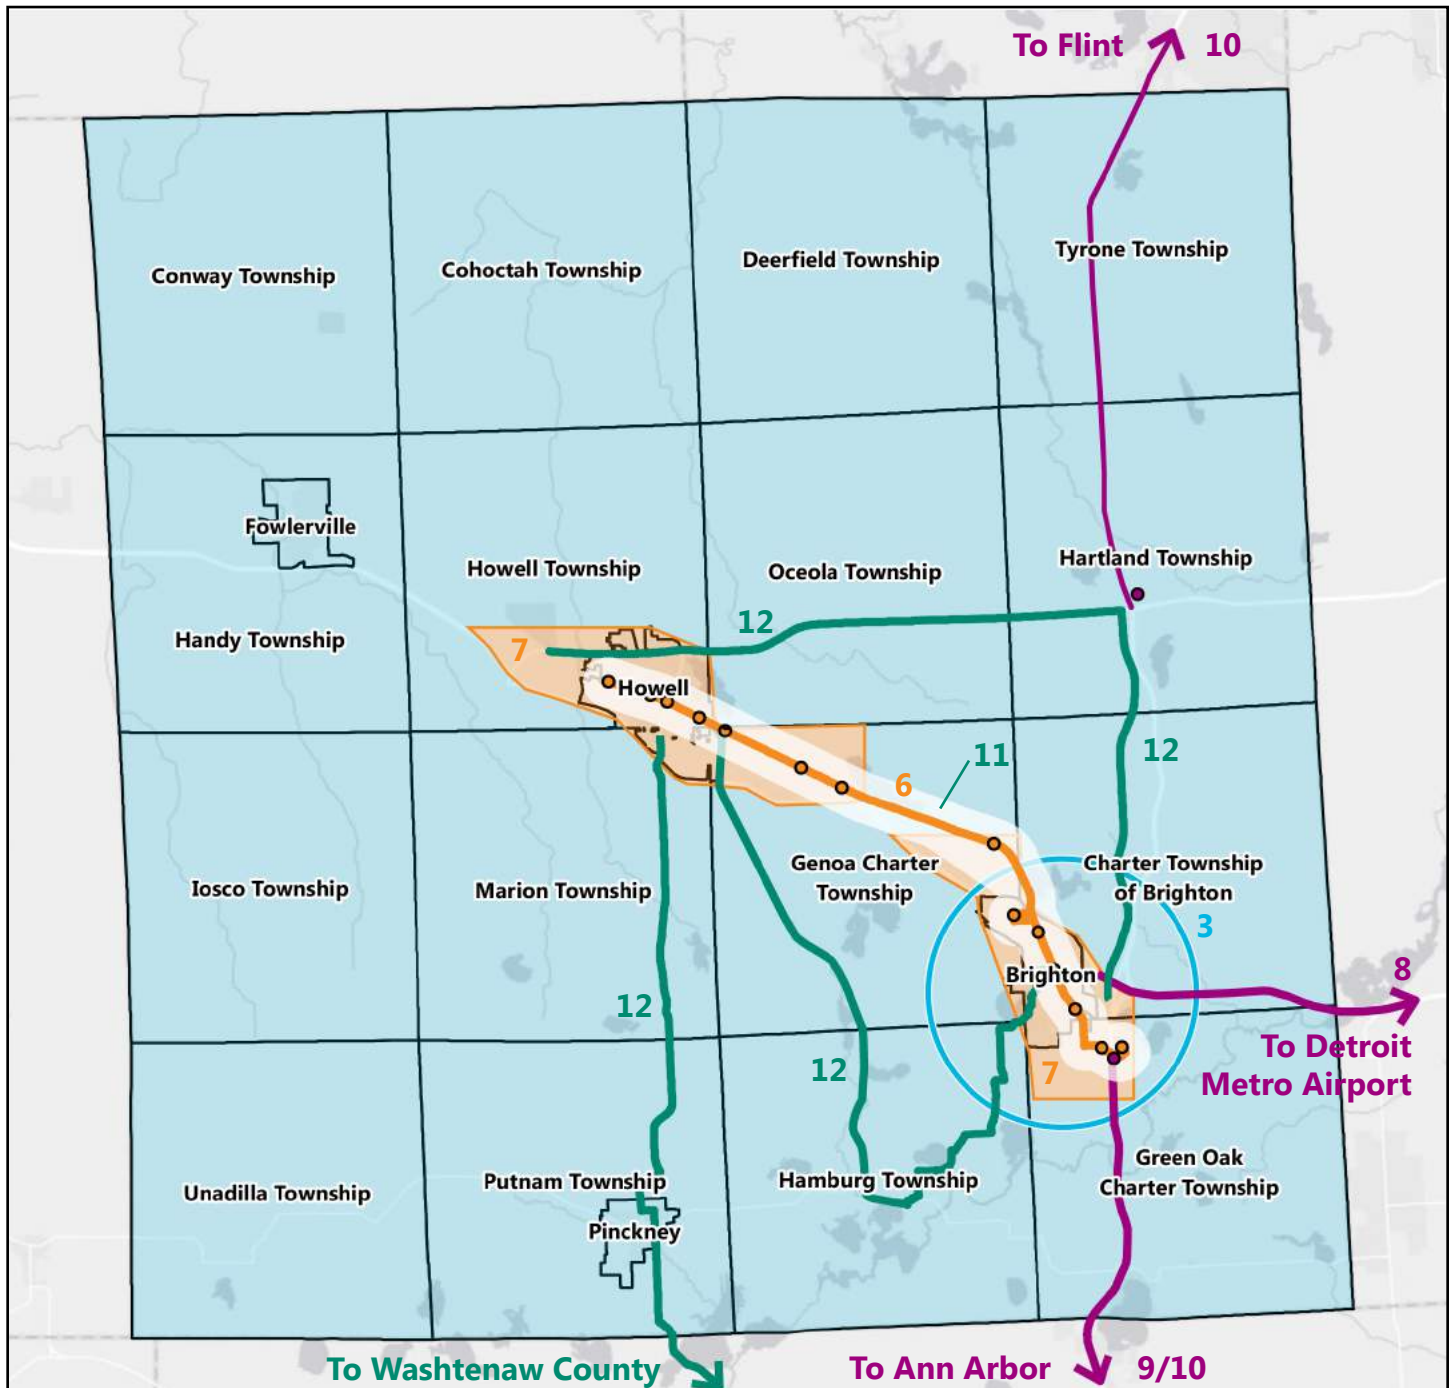 To Flint
10
Conway Township
Cohoctah Township
Deerfield Township
Tyrone Township
Fowlerville
Howell Township
Oceola Township
Hartland Township
Handy Township
7
12
Howell
6
11
12
Iosco Township
Marion Township
Genoa Charter
Township
Charter Township
of Brighton
3
Brighton
8
12
To Detroit
Metro Airport
12
7
Unadilla Township
Putnam Township
Hamburg Township
Green Oak
Charter Township
Pinckney
To Washtenaw County
To Ann Arbor
9/10